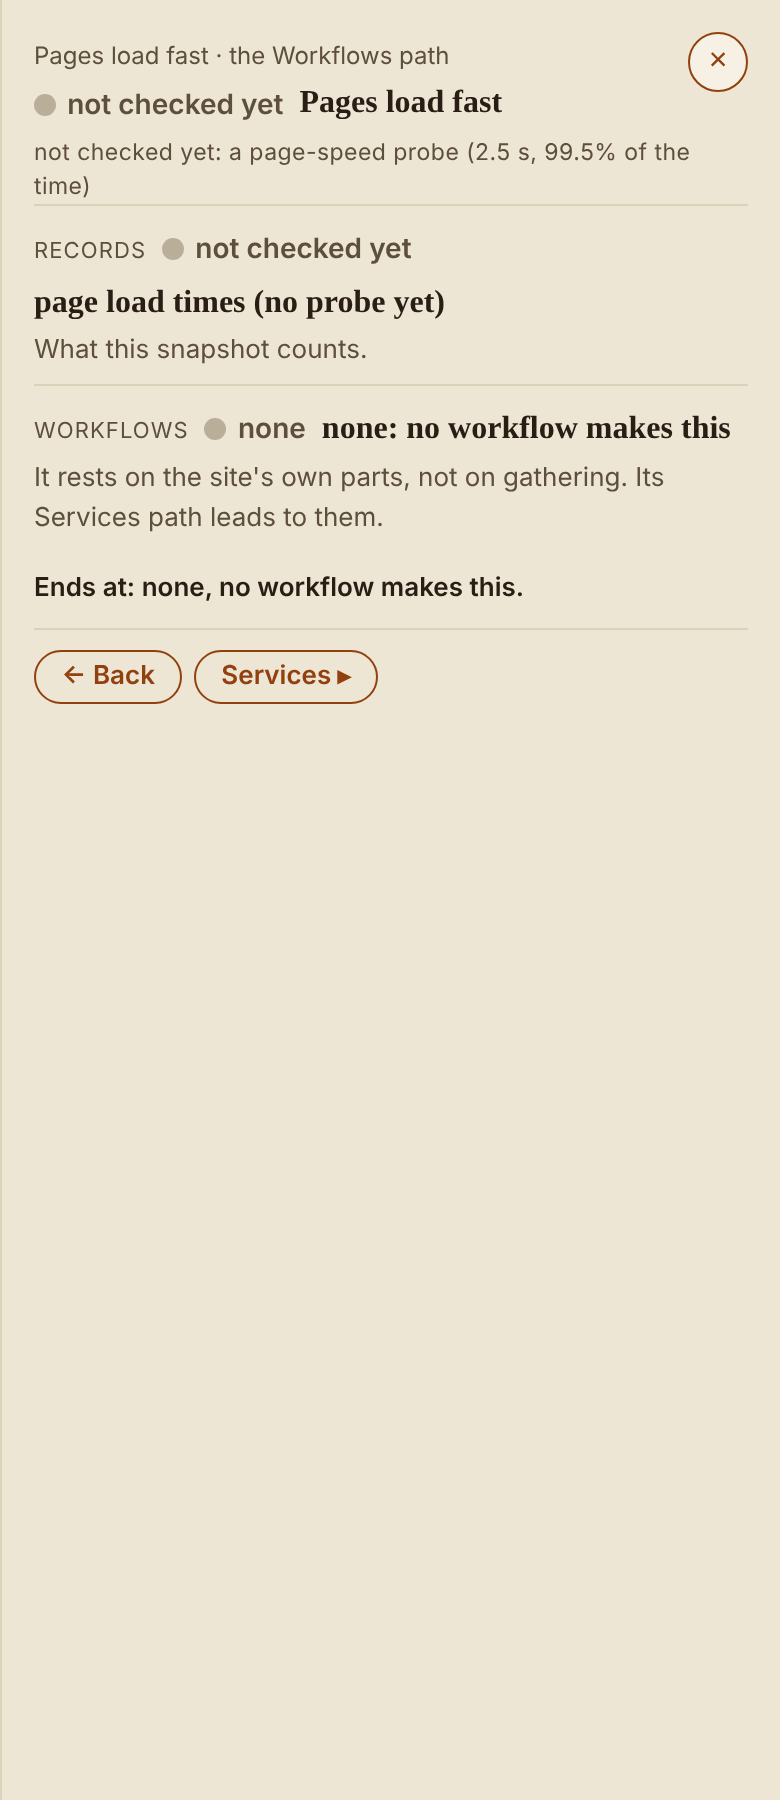 Pages load fast · the Workflows path
×
not checked yet Pages load fast
not checked yet: a page-speed probe (2.5 s, 99.5% of the
time)
RECORDS not checked yet
page load times (no probe yet)
What this snapshot counts.
WORKFLOWS none none: no workflow makes this
It rests on the site's own parts, not on gathering. Its
Services path leads to them.
Ends at: none, no workflow makes this.
← Back Services ▸